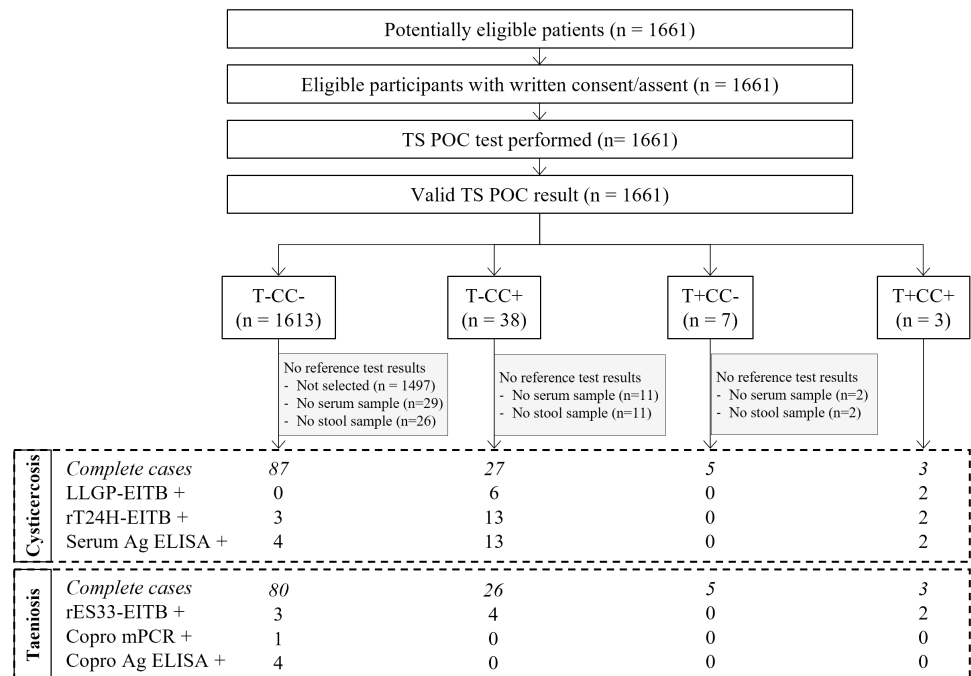 Potentially eligible patients (n = 1661)
Eligible participants with written consent/assent (n = 1661)
TS POC test performed (n= 1661)
Valid TS POC result (n = 1661)
T-CC-
(n = 1613)
T-CC+
(n = 38)
T+CC-
(n = 7)
T+CC+
(n = 3)
No reference test results
- Not selected (n = 1497)
- No serum sample (n=29)
- No stool sample (n=26)
No reference test results
- No serum sample (n=11)
- No stool sample (n=11)
No reference test results
- No serum sample (n=2)
- No stool sample (n=2)
Cysticercosis
Complete cases 87 27 5 3
LLGP-EITB + 0 6 0 2
rT24H-EITB + 3 13 0 2
Serum Ag ELISA + 4 13 0 2
Taeniosis
Complete cases 80 26 5 3
rES33-EITB + 3 4 0 2
Copro mPCR + 1 0 0 0
Copro Ag ELISA + 4 0 0 0